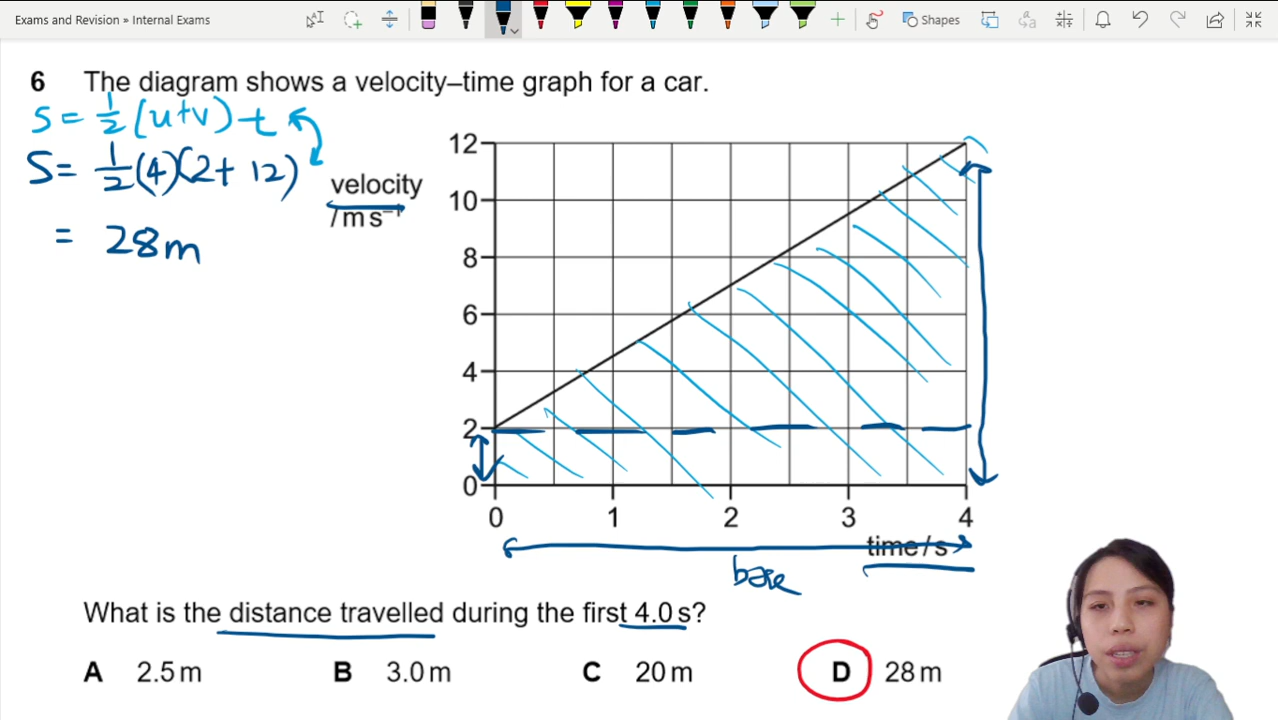 Exams and Revision » Internal Exams
Shapes
6 The diagram shows a velocity–time graph for a car.
s = 1/2 (u+v) t
S = 1/2 (4)(2 + 12)
= 28m
velocity
/m s⁻¹
12
10
8
6
4
2
0
0 1 2 3 4
time/s
base
What is the distance travelled during the first 4.0 s?
A 2.5 m B 3.0 m C 20 m D 28 m